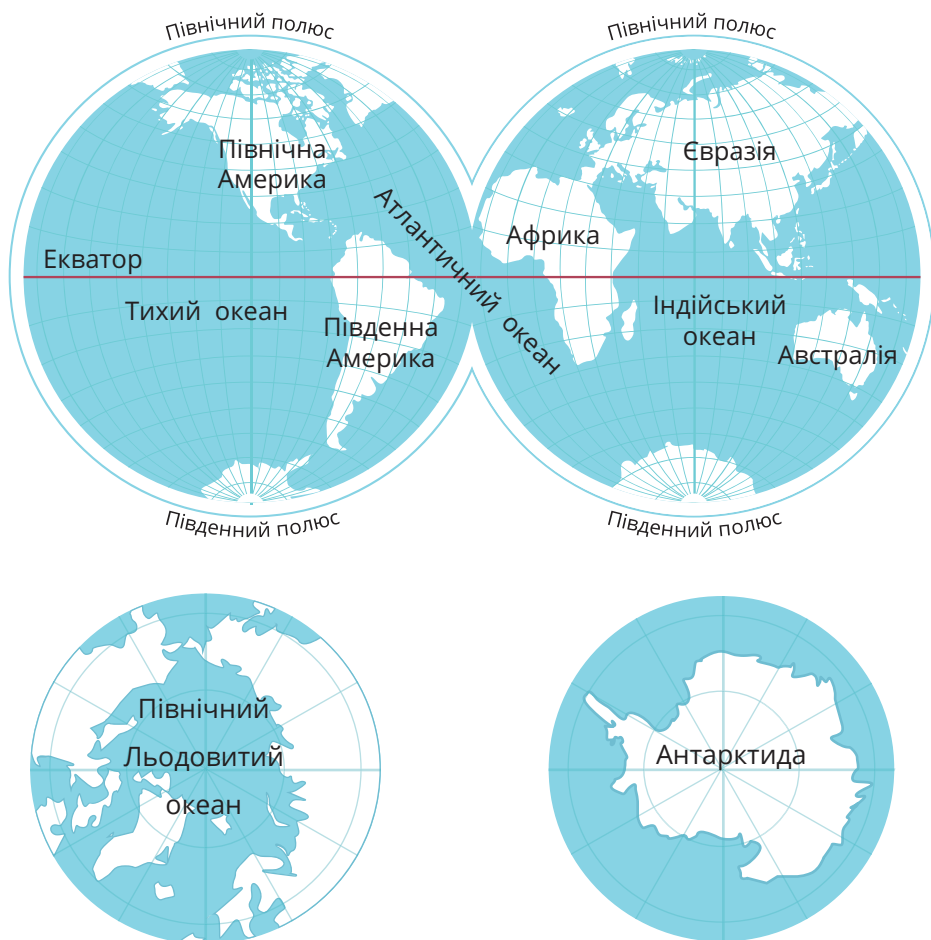 Північний полюс
Північний полюс
Північна
Америка
Євразія
Атлантичний океан
Африка
Екватор
Тихий океан
Південна
Америка
Індійський
океан
Австралія
Південний полюс
Південний полюс
Північний
Льодовитий
океан
Антарктида